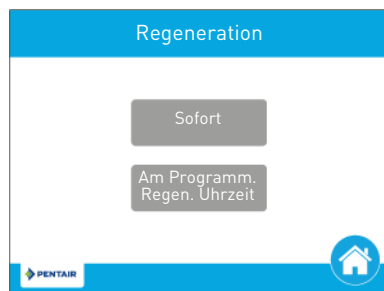 Regeneration
Sofort
Am Programm.
Regen. Uhrzeit
PENTAIR